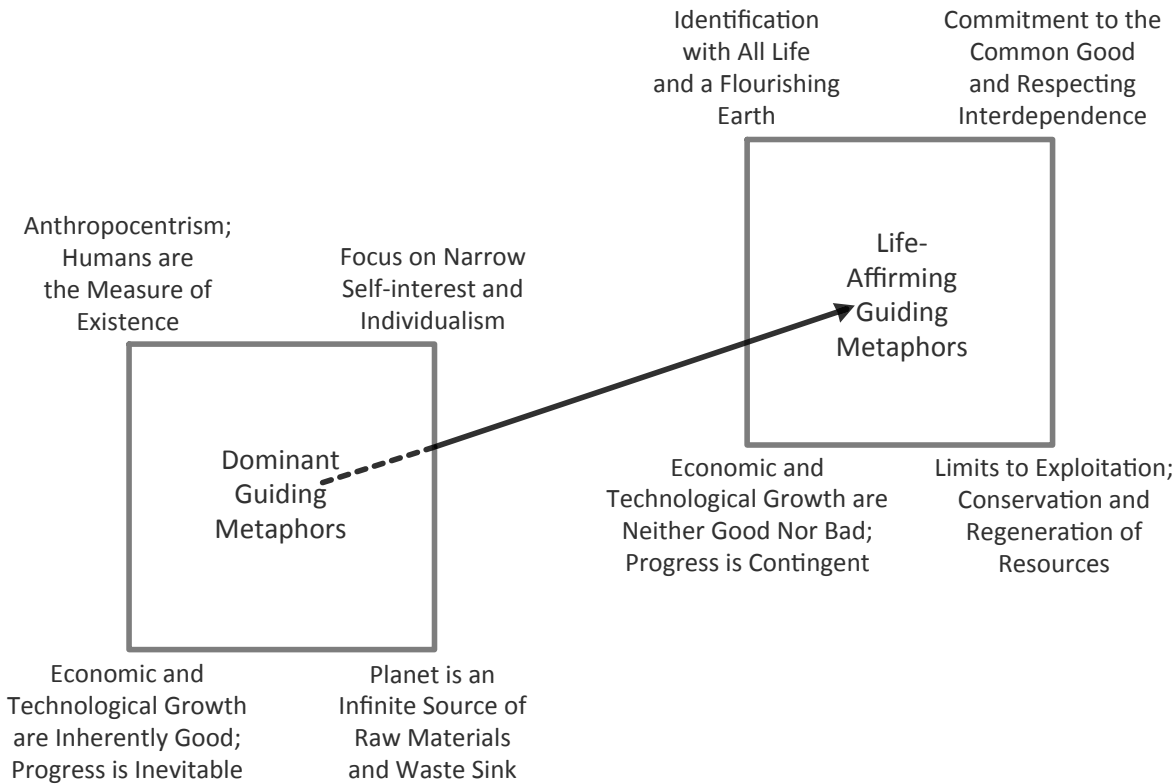 Identification
with All Life
and a Flourishing
Earth
Commitment to the
Common Good
and Respecting
Interdependence
Anthropocentrism;
Humans are
the Measure of
Existence
Focus on Narrow
Self-interest and
Individualism
Life-
Affirming
Guiding
Metaphors
Dominant
Guiding
Metaphors
Economic and
Technological Growth are
Neither Good Nor Bad;
Progress is Contingent
Limits to Exploitation;
Conservation and
Regeneration of
Resources
Economic and
Technological Growth
are Inherently Good;
Progress is Inevitable
Planet is an
Infinite Source of
Raw Materials
and Waste Sink